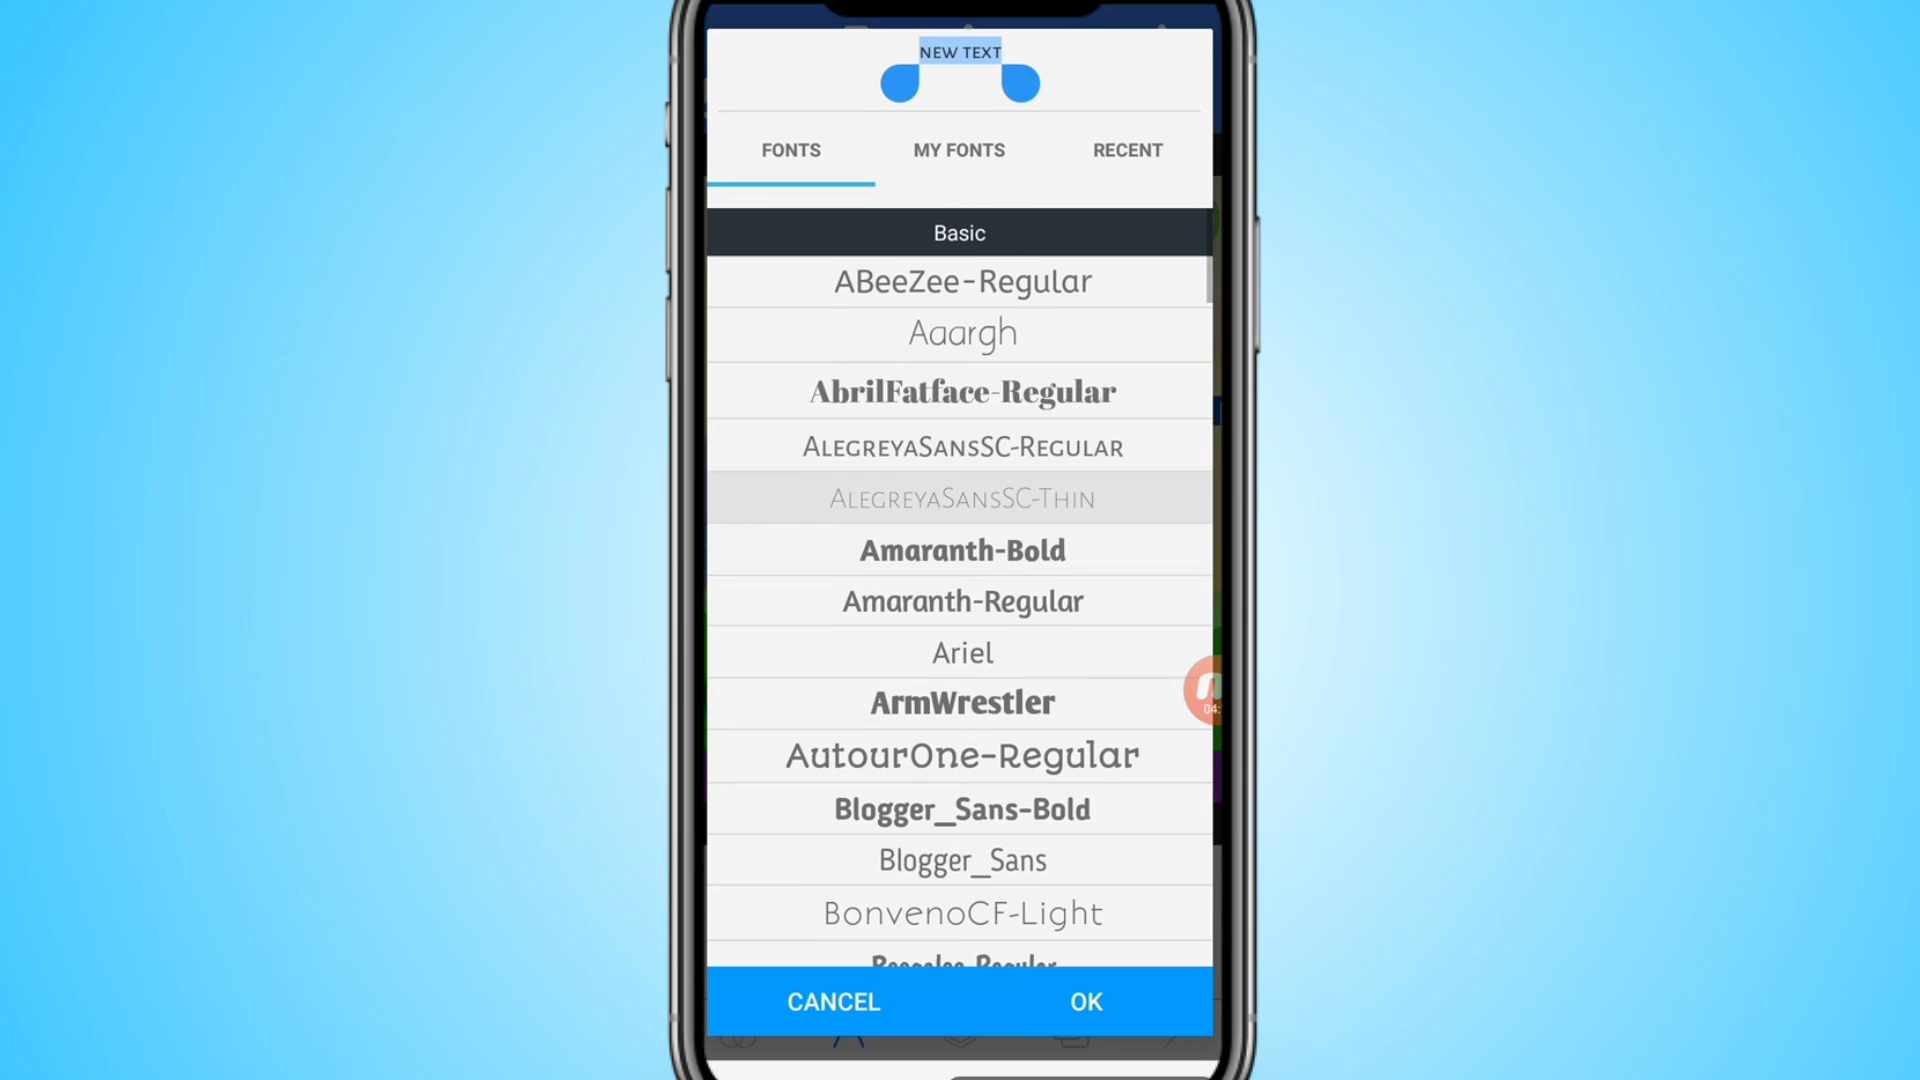 NEW TEXT
FONTS MY FONTS RECENT
Basic
ABeeZee-Regular
Aaargh
AbrilFatface-Regular
AlegreyaSansSC-Regular
AlegreyaSansSC-Thin
Amaranth-Bold
Amaranth-Regular
Ariel
ArmWrestler
AutourOne-Regular
Blogger_Sans-Bold
Blogger_Sans
BonvenoCF-Light
CANCEL OK